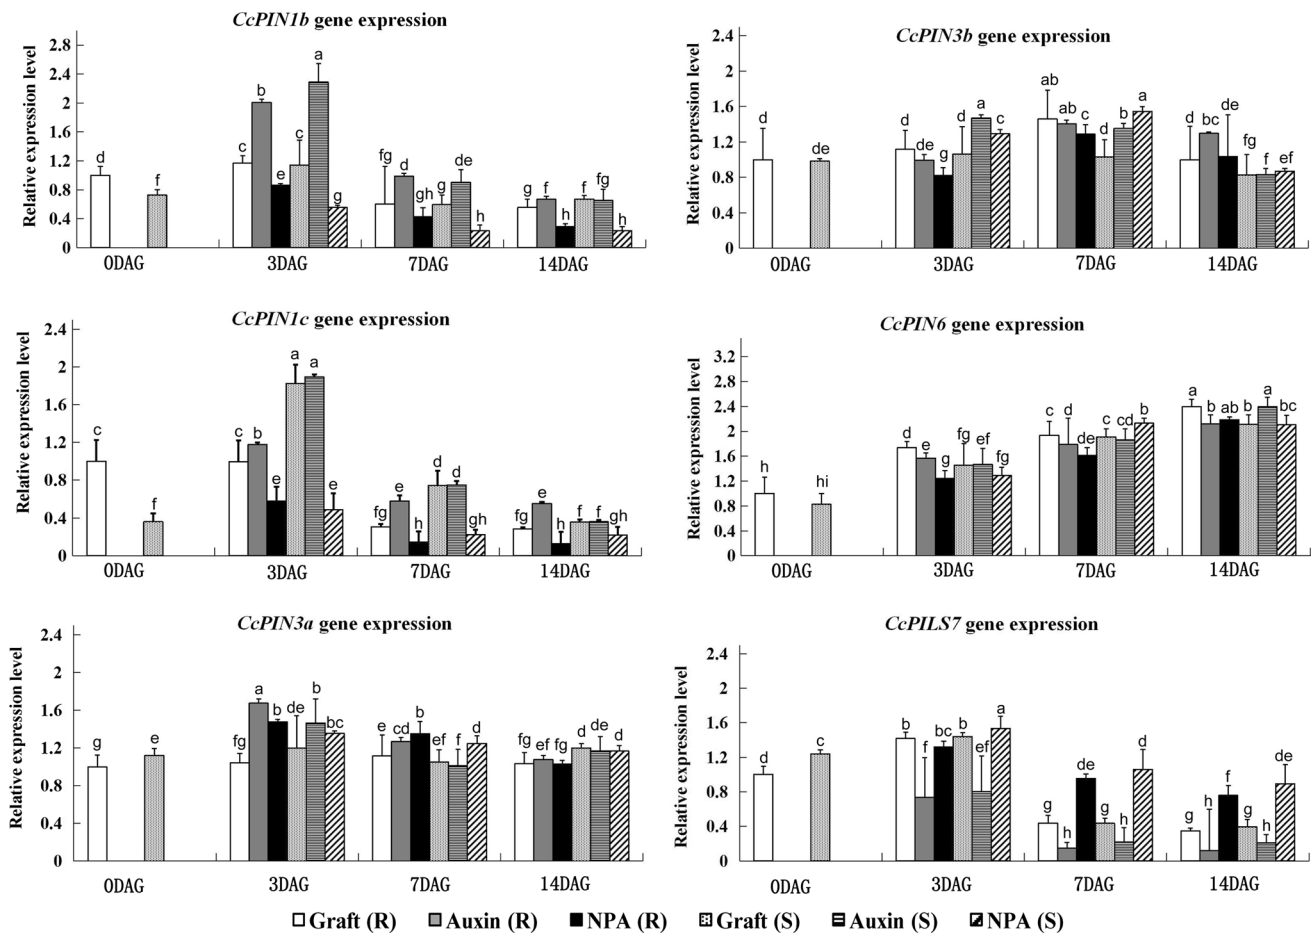 CcPIN1b gene expression
Relative expression level
2.8
2.4
2
1.6
1.2
0.8
0.4
0
d f c b e c a g fg d gh g de h g f h f fg h
0DAG 3DAG 7DAG 14DAG
CcPIN3b gene expression
Relative expression level
2.4
2
1.6
1.2
0.8
0.4
0
d de d de g d a c ab ab e d b a d bc de fg f ef
0DAG 3DAG 7DAG 14DAG
CcPIN1c gene expression
Relative expression level
2.4
2
1.6
1.2
0.8
0.4
0
c f c b e a a e fg e h d d gh fg e h f f gh
0DAG 3DAG 7DAG 14DAG
CcPIN6 gene expression
Relative expression level
3.2
2.8
2.4
2
1.6
1.2
0.8
0.4
0
h hi d e g fg ef fg c d de c cd b a b ab b a bc
0DAG 3DAG 7DAG 14DAG
CcPIN3a gene expression
Relative expression level
2.4
2
1.6
1.2
0.8
0.4
0
g e fg a b de b bc e cd b ef f d fg ef fg d de d
0DAG 3DAG 7DAG 14DAG
CcPILS7 gene expression
Relative expression level
2.4
2
1.6
1.2
0.8
0.4
0
d c b f bc b ef a g h de g h d g h f g h de
0DAG 3DAG 7DAG 14DAG
Graft (R) Auxin (R) NPA (R) Graft (S) Auxin (S) NPA (S)